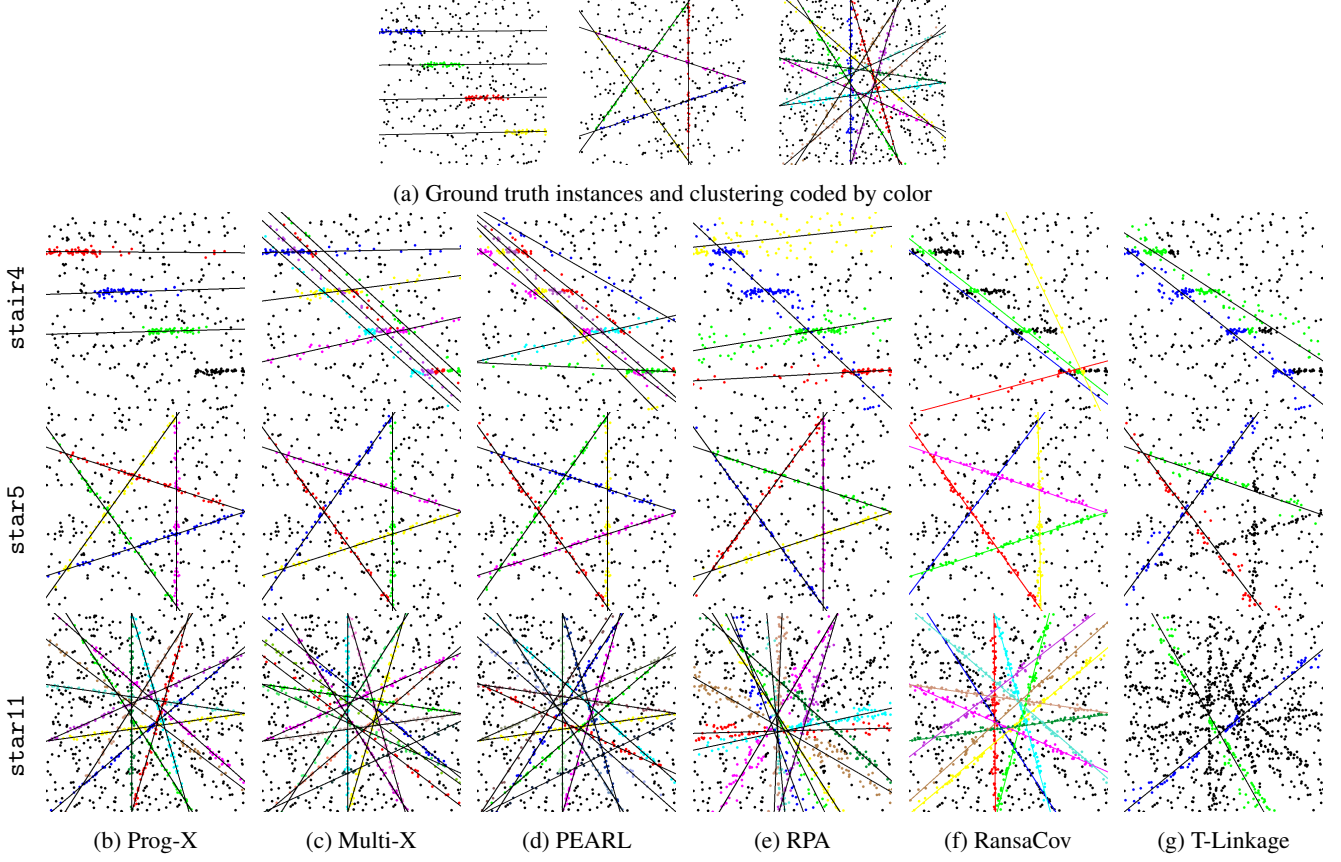 (a) Ground truth instances and clustering coded by color
stair4
star5
star11
(b) Prog-X
(c) Multi-X
(d) PEARL
(e) RPA
(f) RansaCov
(g) T-Linkage